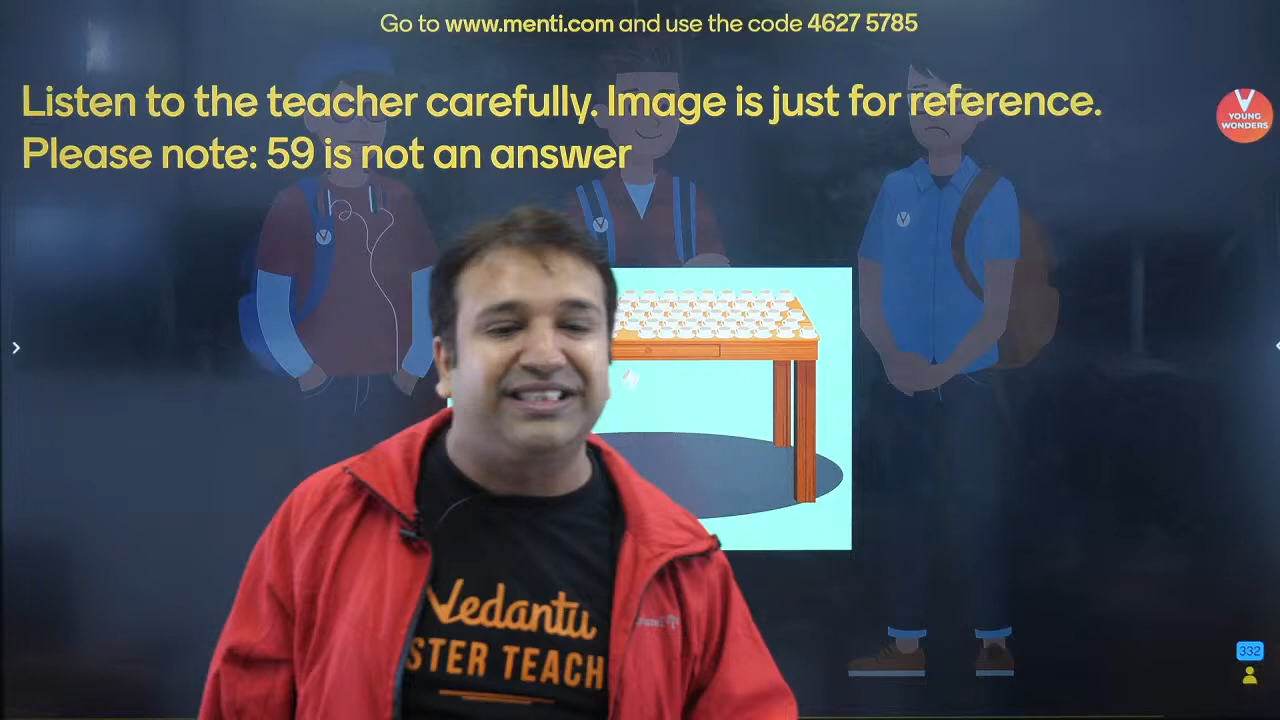 Go to www.menti.com and use the code 4627 5785
Listen to the teacher carefully. Image is just for reference.
Please note: 59 is not an answer
V
YOUNG
WONDERS
Vedantu
STER TEACH
332